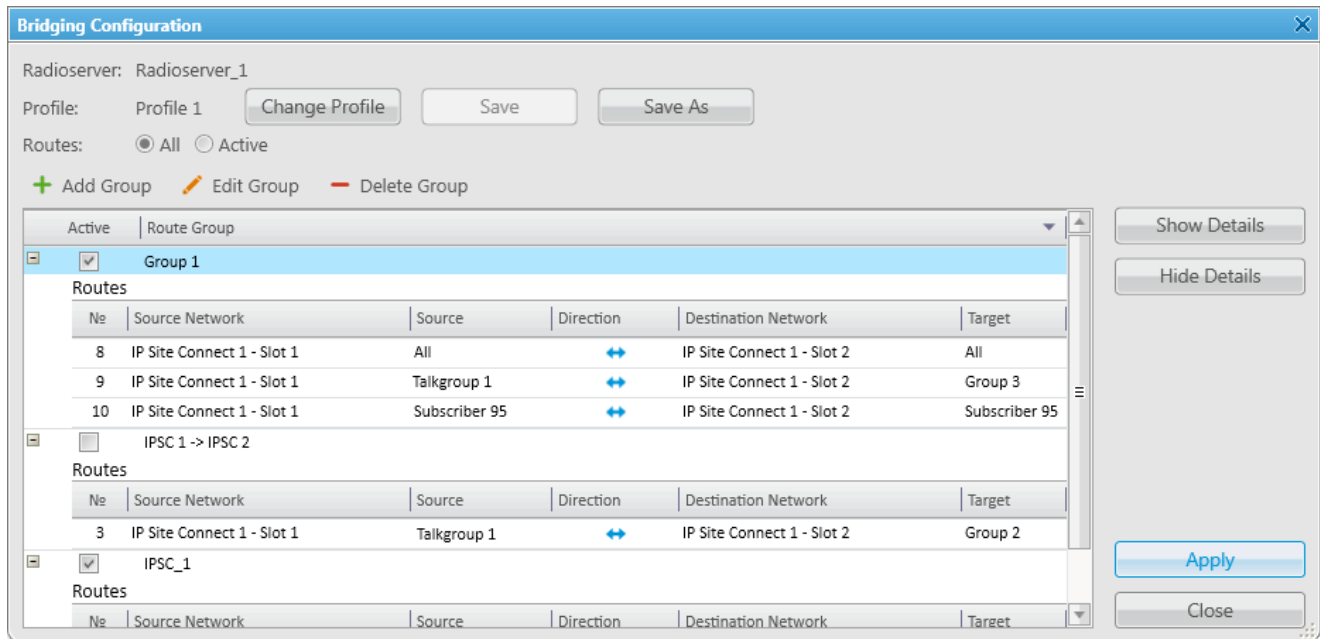 Bridging Configuration
Radioserver: Radioserver_1
Profile: Profile 1 Change Profile Save Save As
Routes: All Active
Add Group Edit Group Delete Group
Active Route Group Show Details
Group 1 Hide Details
Routes
№ Source Network Source Direction Destination Network Target
8 IP Site Connect 1 - Slot 1 All IP Site Connect 1 - Slot 2 All
9 IP Site Connect 1 - Slot 1 Talkgroup 1 IP Site Connect 1 - Slot 2 Group 3
10 IP Site Connect 1 - Slot 1 Subscriber 95 IP Site Connect 1 - Slot 2 Subscriber 95
IPSC 1 -> IPSC 2
Routes
№ Source Network Source Direction Destination Network Target
3 IP Site Connect 1 - Slot 1 Talkgroup 1 IP Site Connect 1 - Slot 2 Group 2
IPSC_1 Apply
Routes
№ Source Network Source Direction Destination Network Target Close